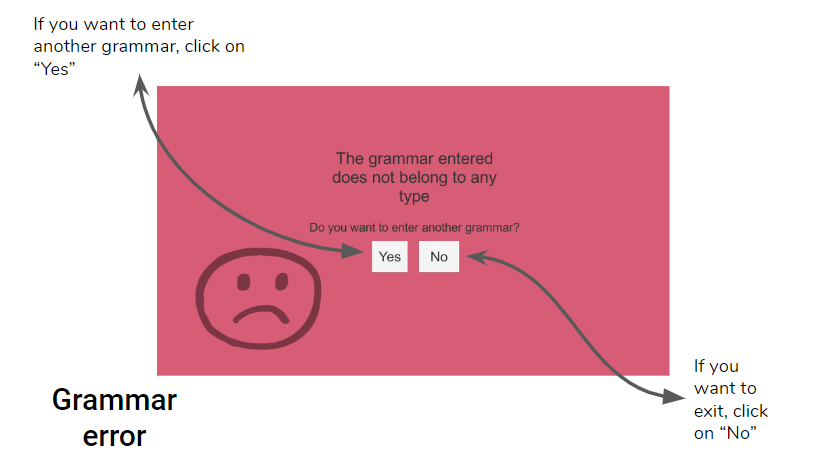 If you want to enter
another grammar, click on
“Yes”
The grammar entered
does not belong to any
type
Do you want to enter another grammar?
Yes
No
If you
want to
exit, click
on “No”
Grammar
error